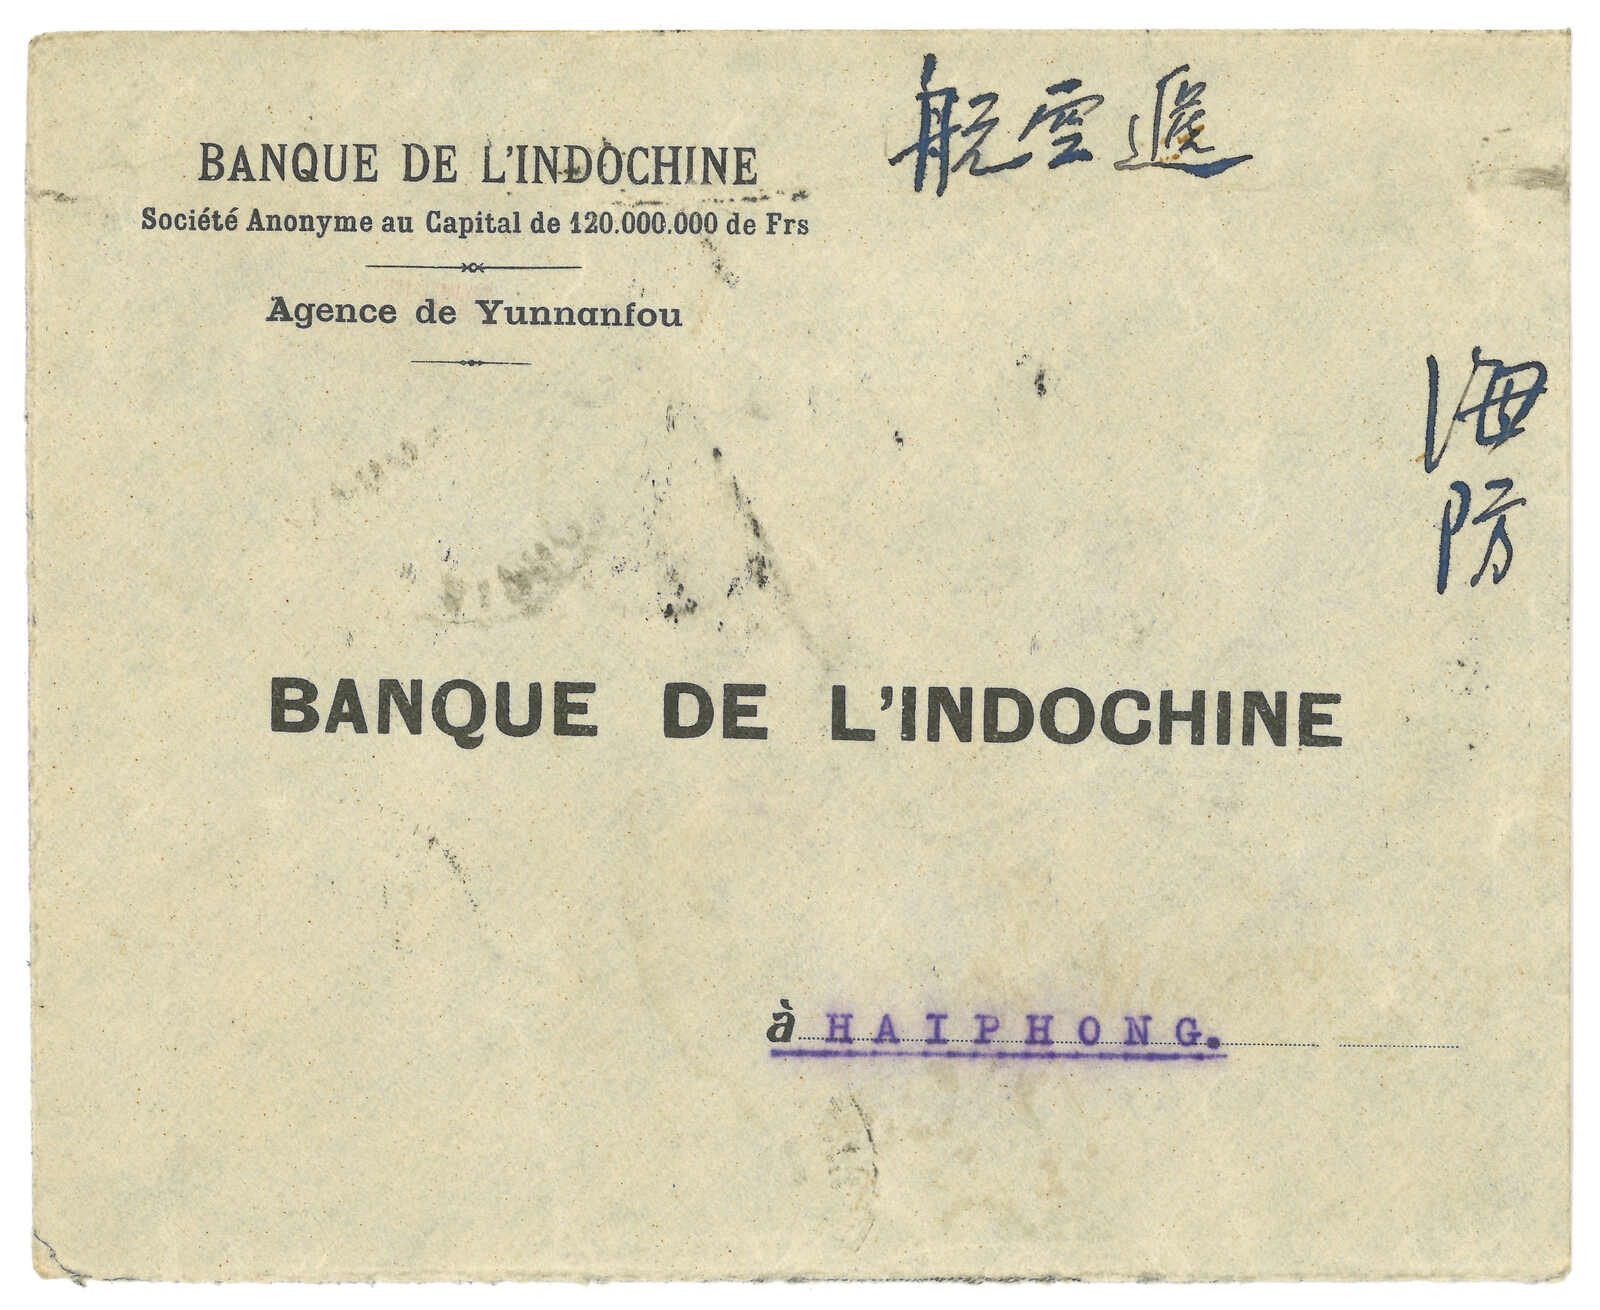 BANQUE DE L'INDOCHINE
Société Anonyme au Capital de 120.000.000 de Frs
Agence de Yunnanfou
航空遞
海防
BANQUE DE L'INDOCHINE
à HAIPHONG.